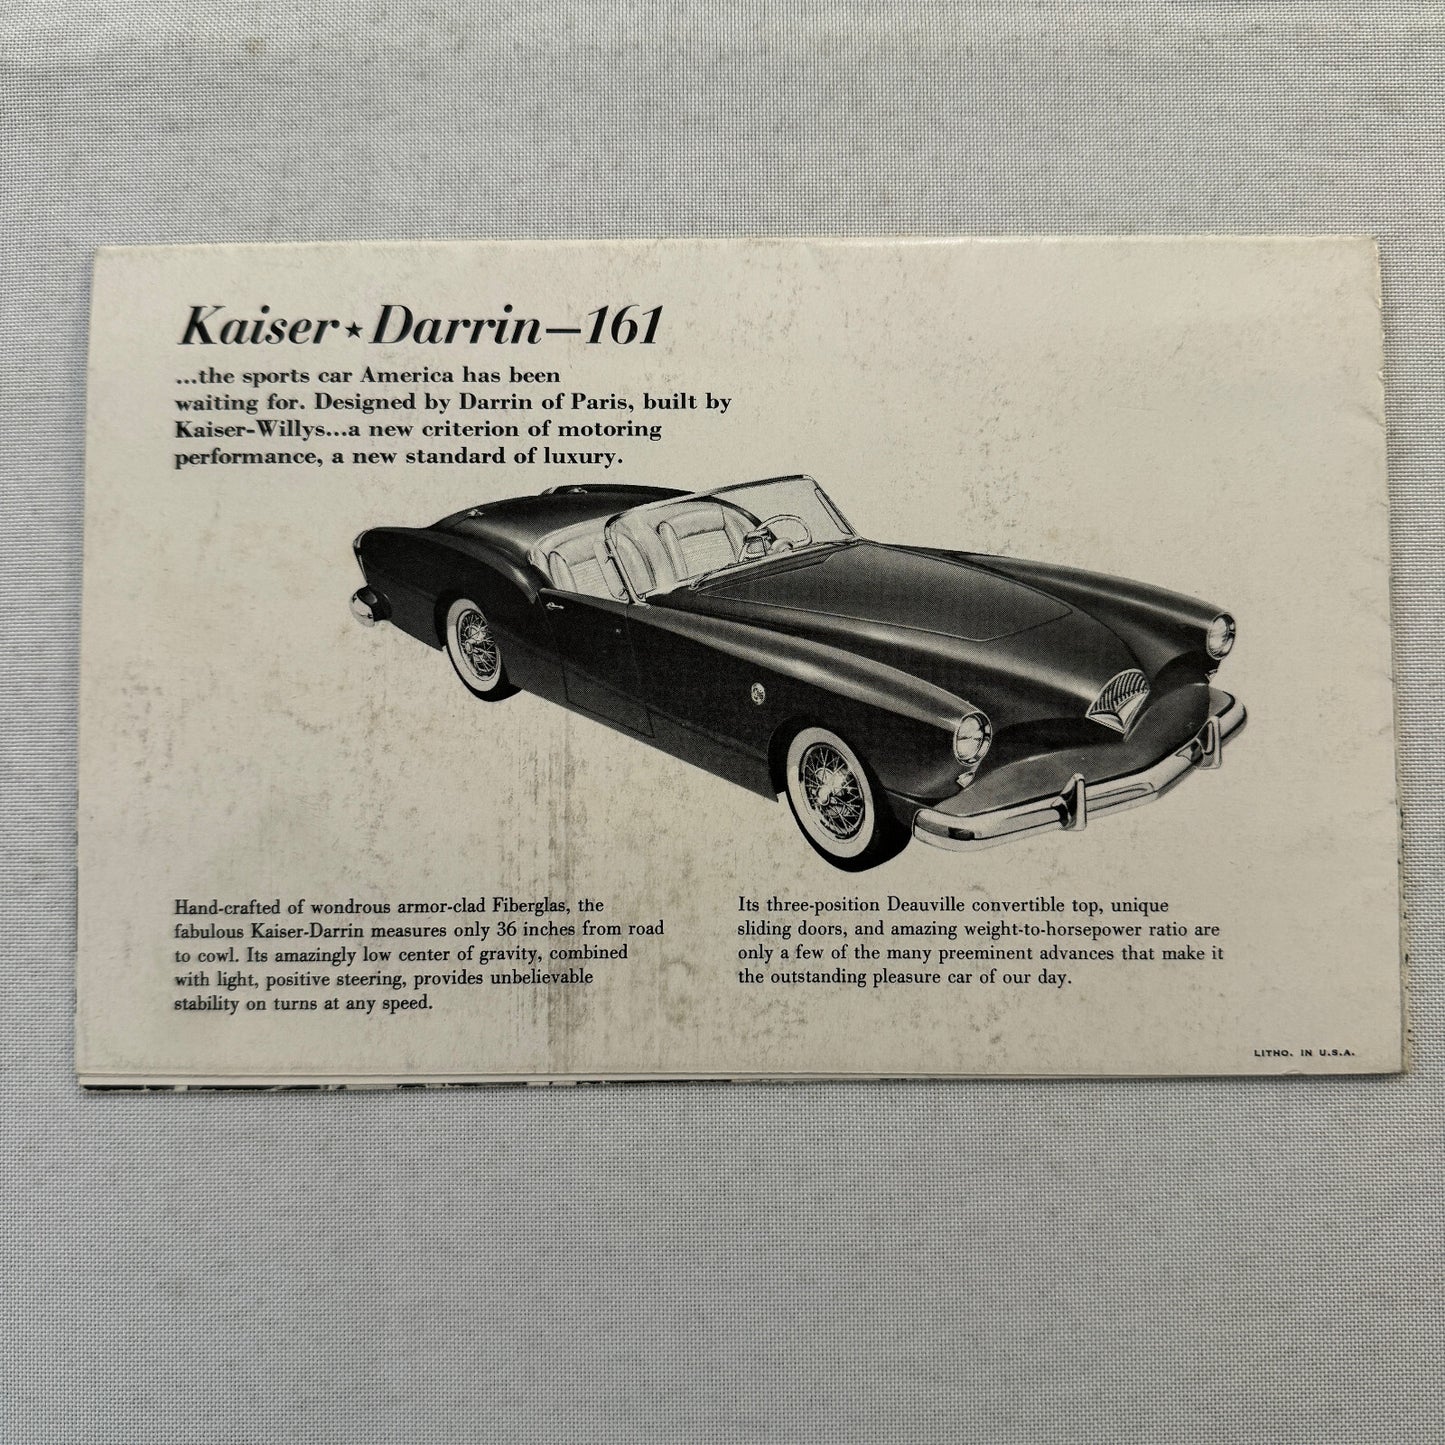 Kaiser★Darrin—161
...the sports car America has been
waiting for. Designed by Darrin of Paris, built by
Kaiser-Willys...a new criterion of motoring
performance, a new standard of luxury.
Hand-crafted of wondrous armor-clad Fiberglas, the
fabulous Kaiser-Darrin measures only 36 inches from road
to cowl. Its amazingly low center of gravity, combined
with light, positive steering, provides unbelievable
stability on turns at any speed.
Its three-position Deauville convertible top, unique
sliding doors, and amazing weight-to-horsepower ratio are
only a few of the many preeminent advances that make it
the outstanding pleasure car of our day.
LITHO. IN U.S.A.